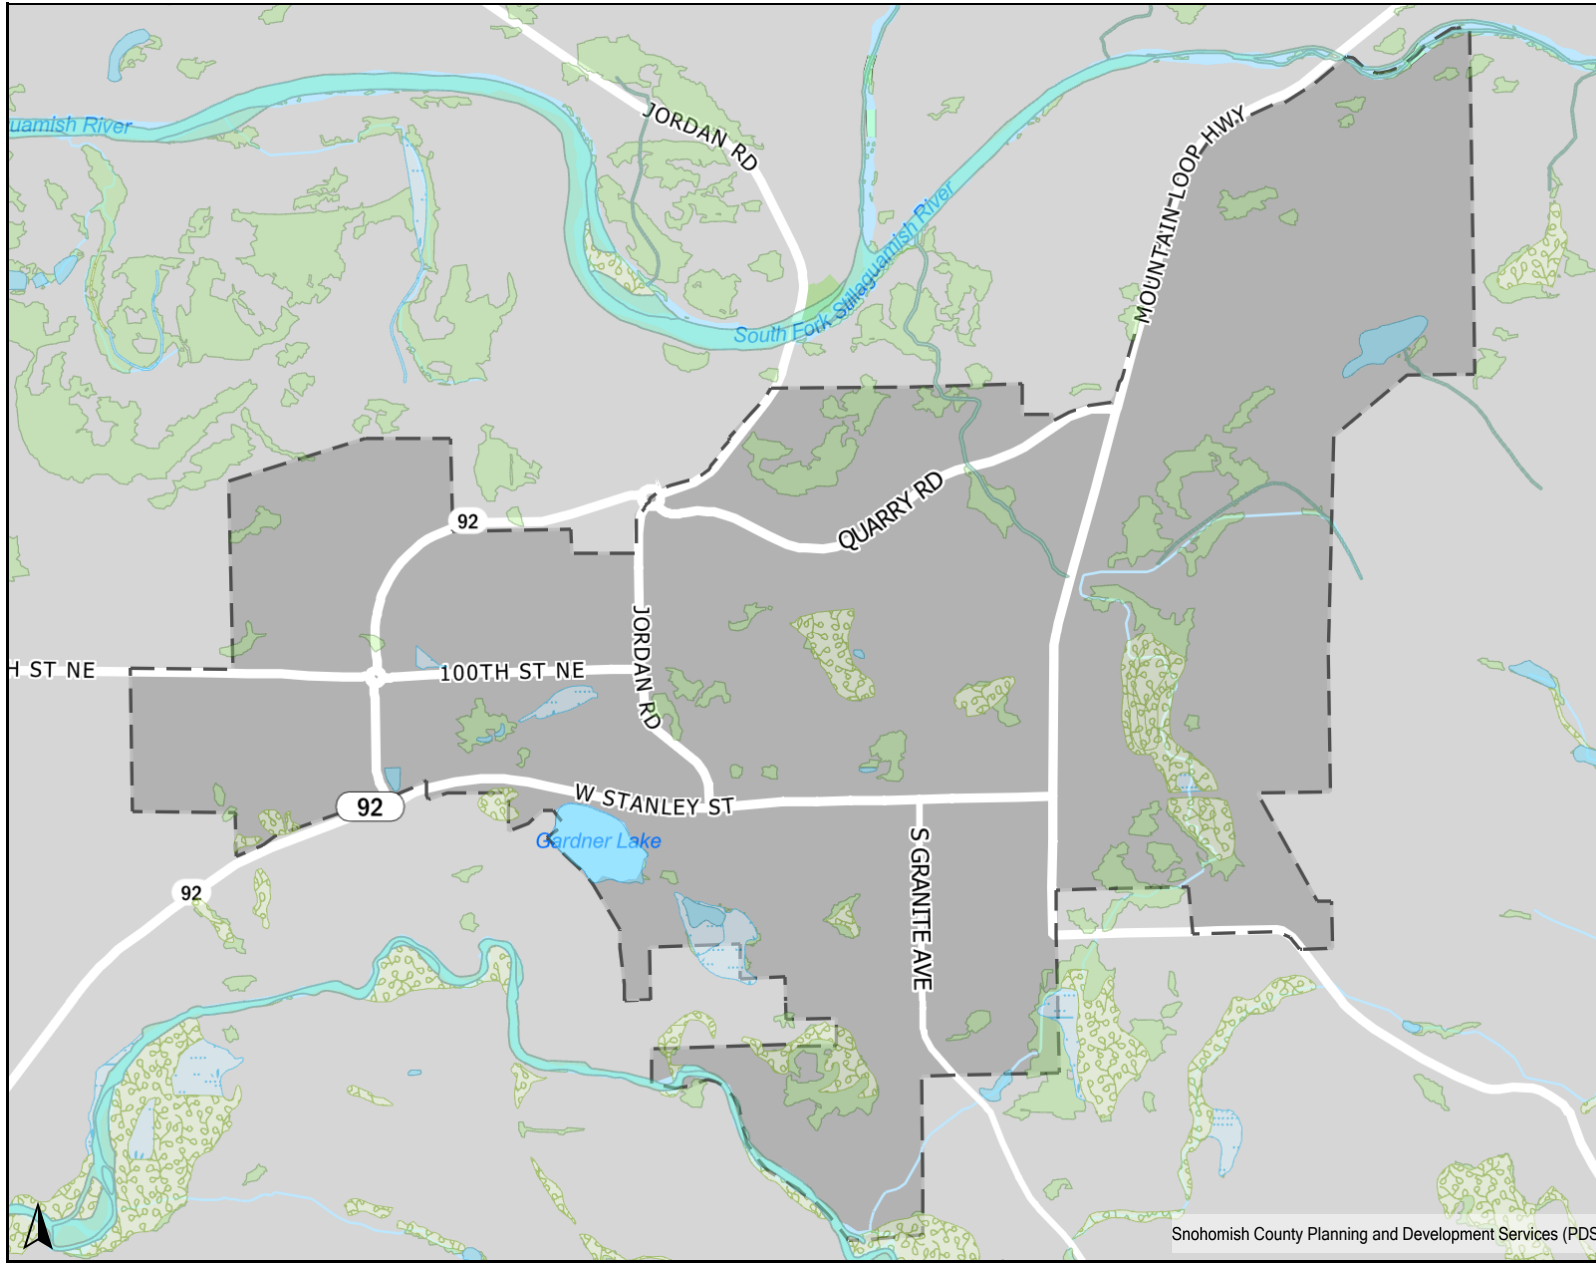 JORDAN RD
MOUNTAIN LOOP HWY
uamish River
South Fork Stillaguamish River
QUARRY RD
92
JORDAN RD
H ST NE
100TH ST NE
92
W STANLEY ST
Gardner Lake
S GRANITE AVE
92
Snohomish County Planning and Development Services (PDS